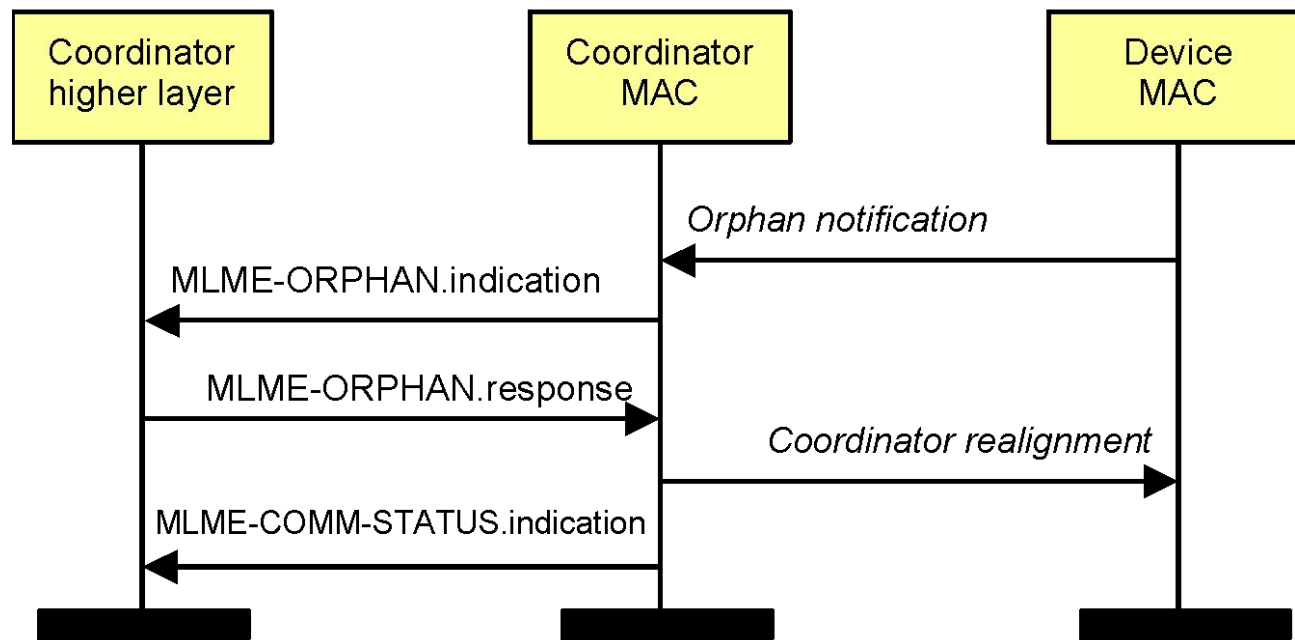 Coordinator
higher layer
Coordinator
MAC
Device
MAC
Orphan notification
MLME-ORPHAN.indication
MLME-ORPHAN.response
Coordinator realignment
MLME-COMM-STATUS.indication